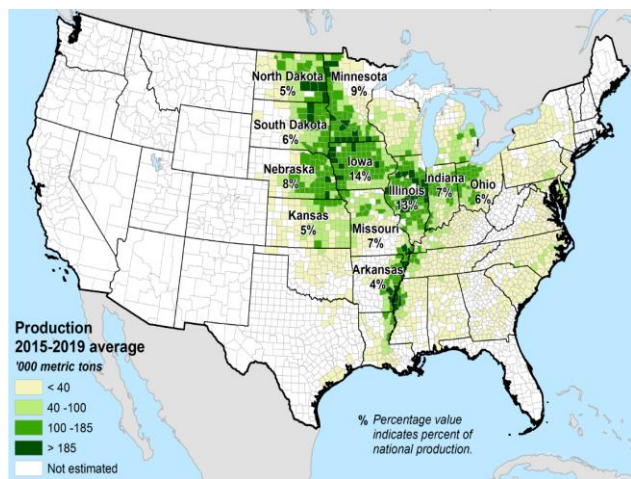 North Dakota
5%
Minnesota
9%
South Dakota
6%
Nebraska
8%
Iowa
14%
Illinois
13%
Indiana
7%
Ohio
6%
Kansas
5%
Missouri
7%
Arkansas
4%
Production
2015-2019 average
'000 metric tons
< 40
40 -100
100 -185
> 185
Not estimated
% Percentage value
indicates percent of
national production.